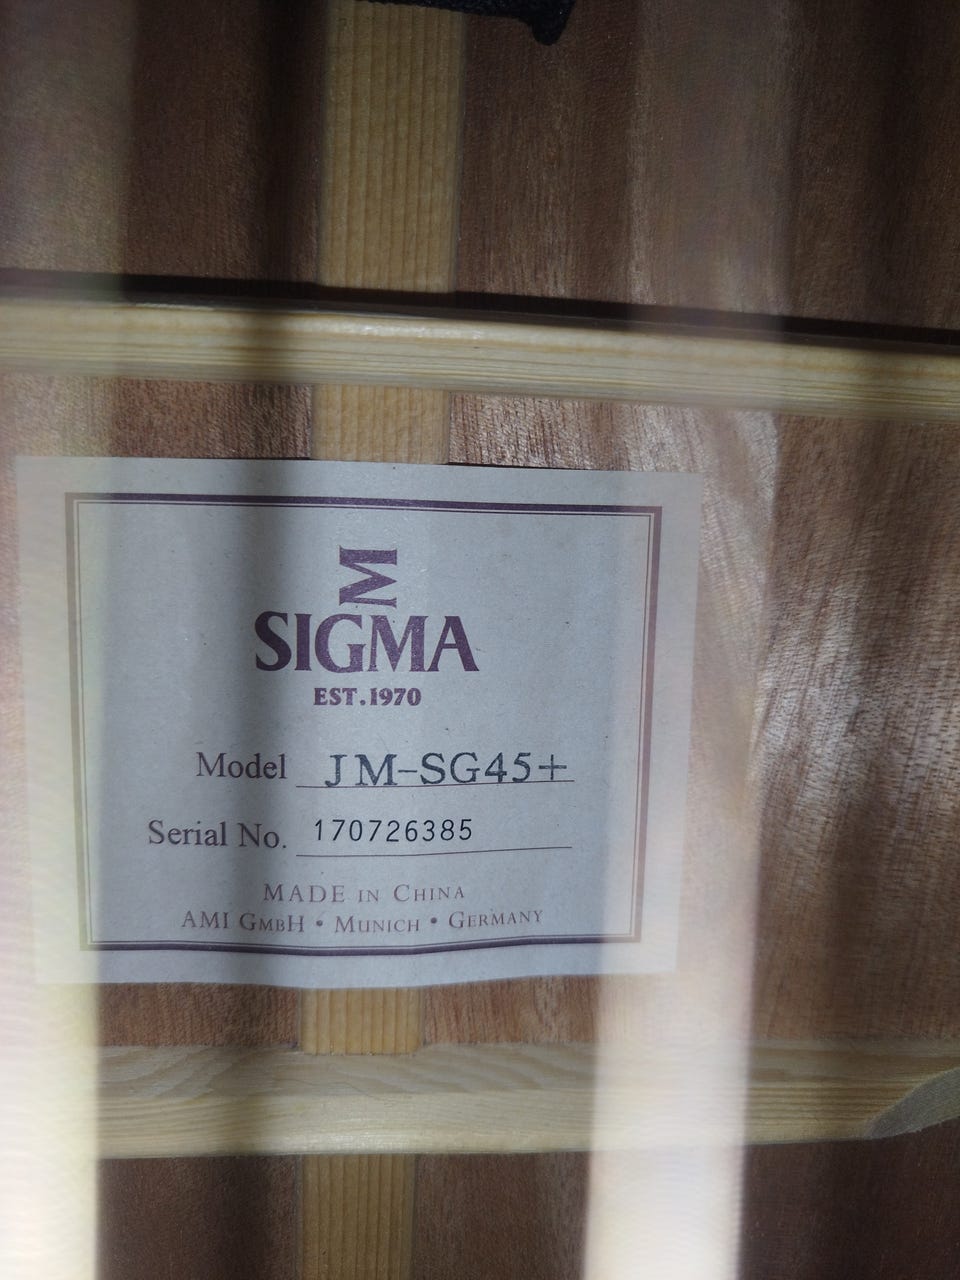 Σ
SIGMA
EST.1970
Model JM-SG45+
Serial No. 170726385
MADE IN CHINA
AMI GMBH • MUNICH • GERMANY